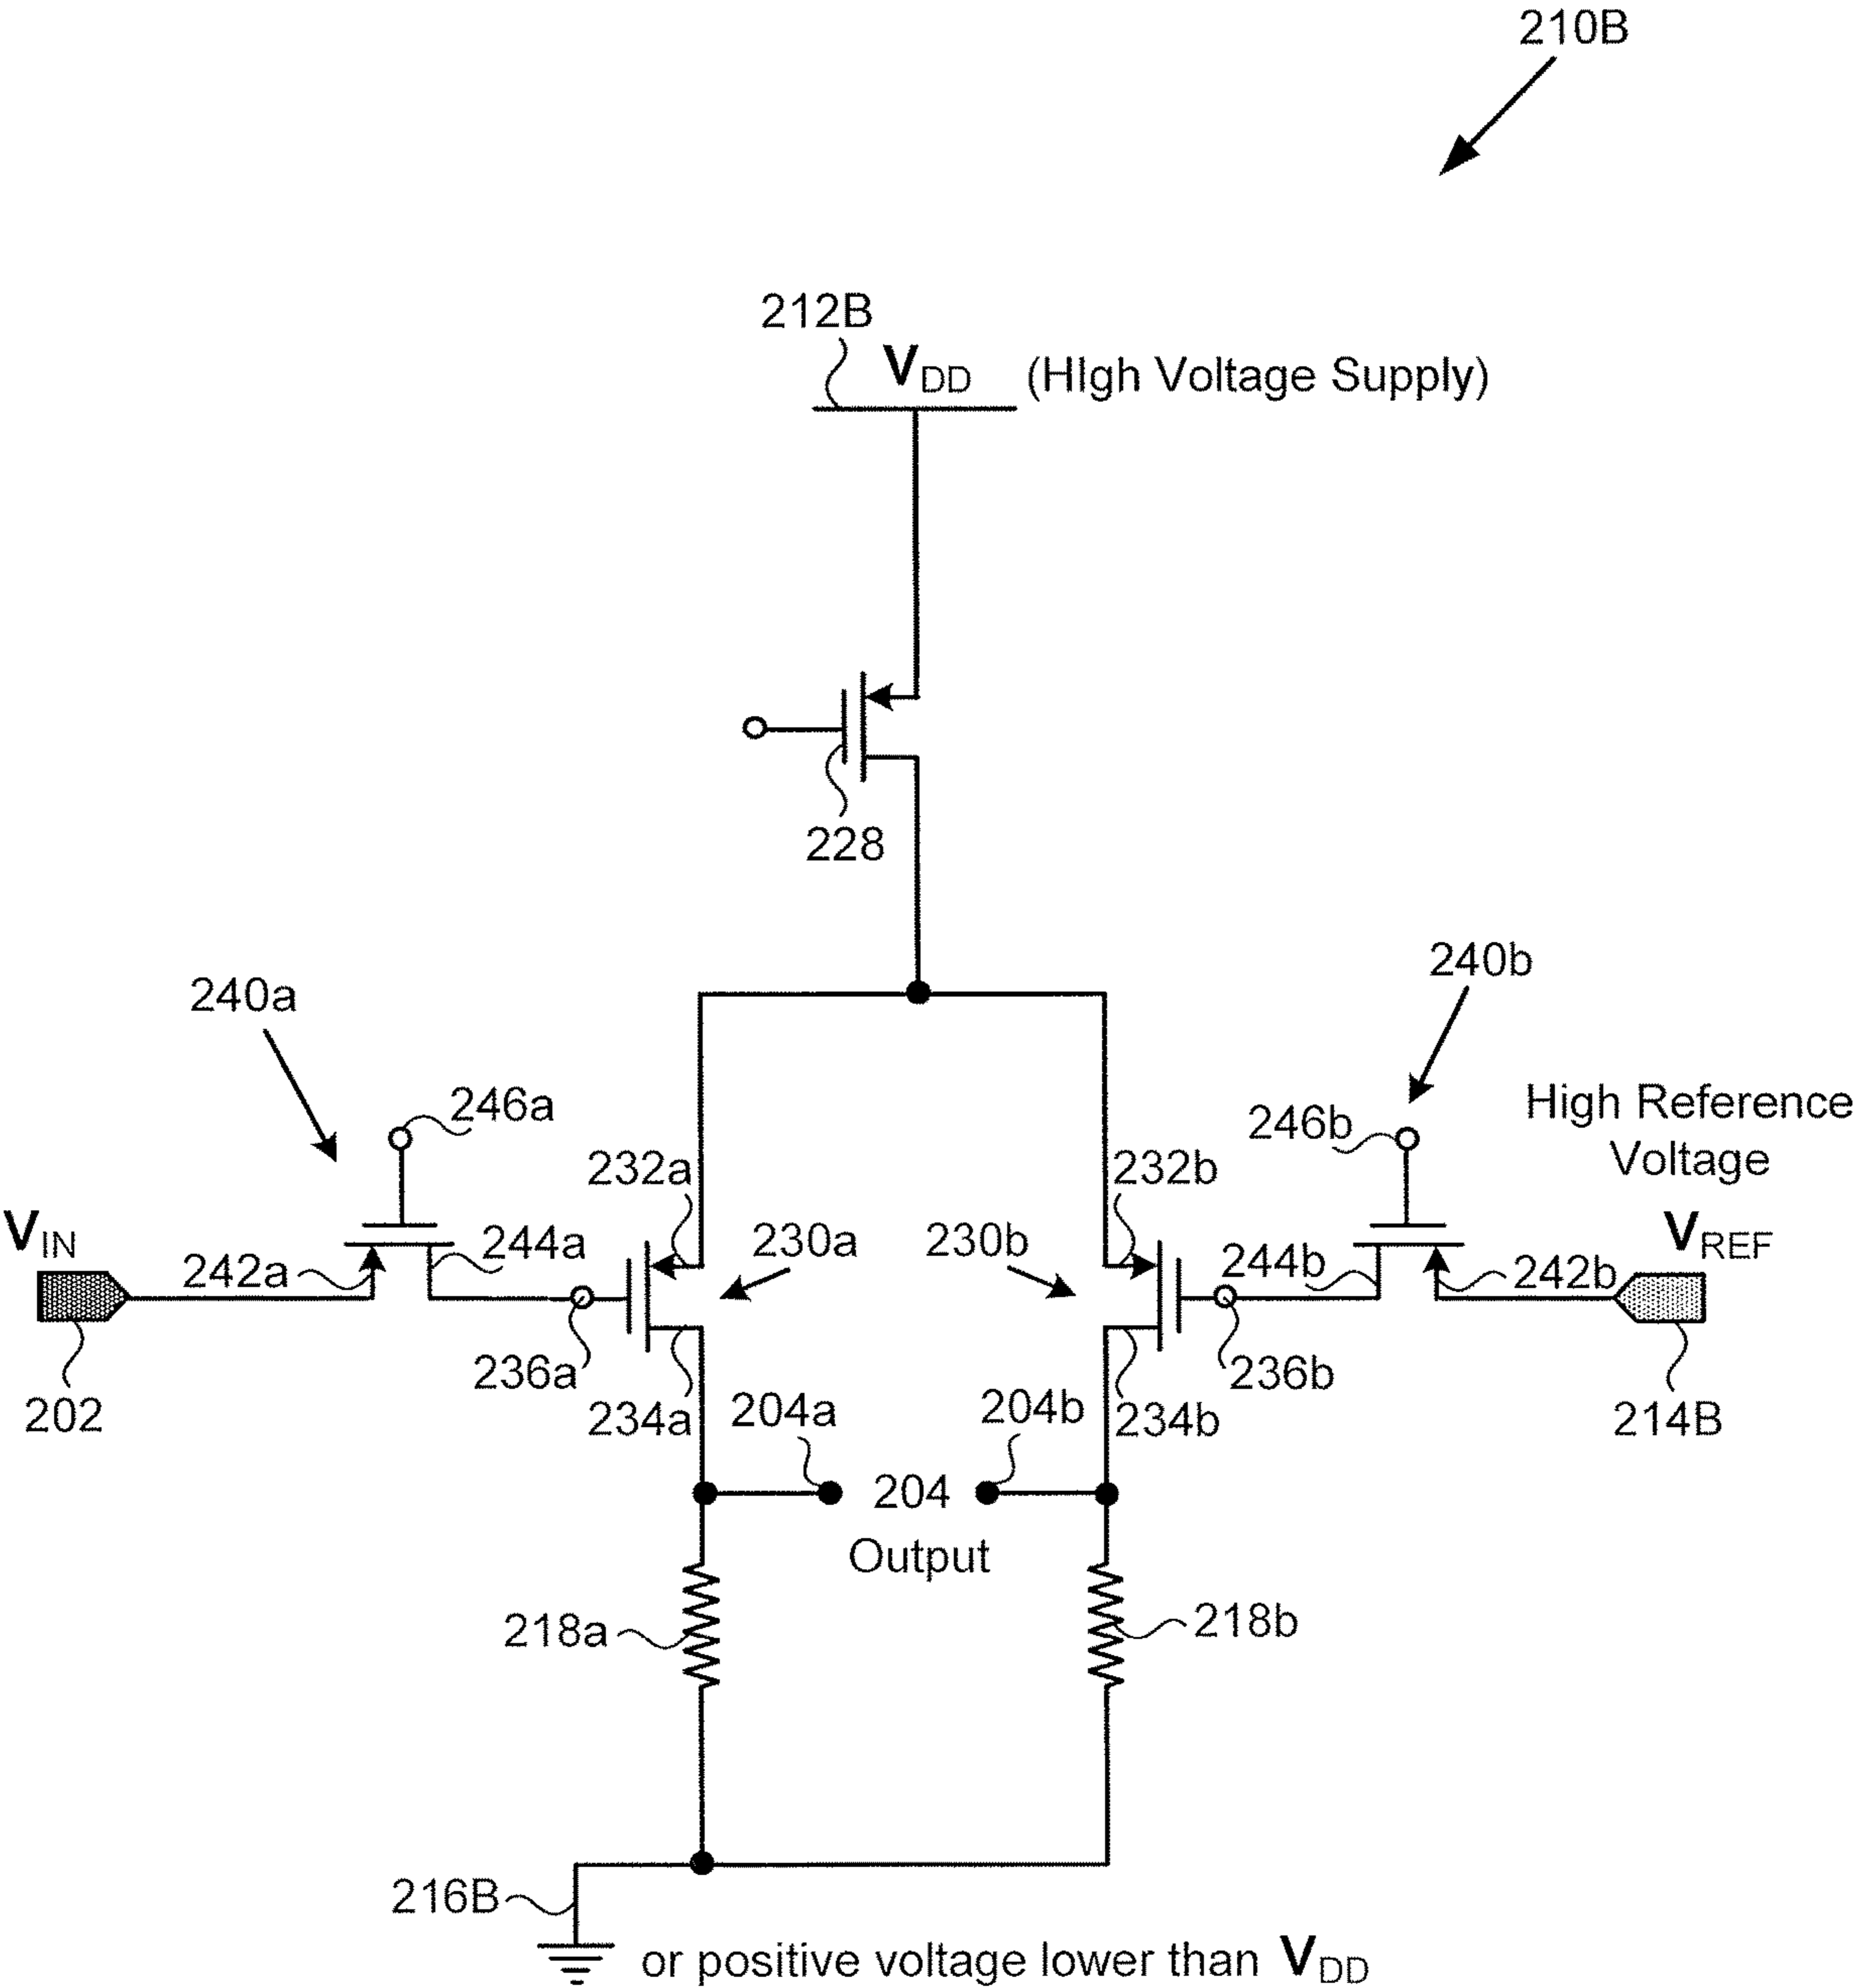 210B
212B
VDD (HIgh Voltage Supply)
228
240b
240a
246a
246b
High Reference
Voltage
232a
232b
VIN
244a
230a
230b
VREF
242a
244b
242b
236a
236b
202
234a
204a
204b
234b
214B
204
Output
218a
218b
216B
or positive voltage lower than VDD